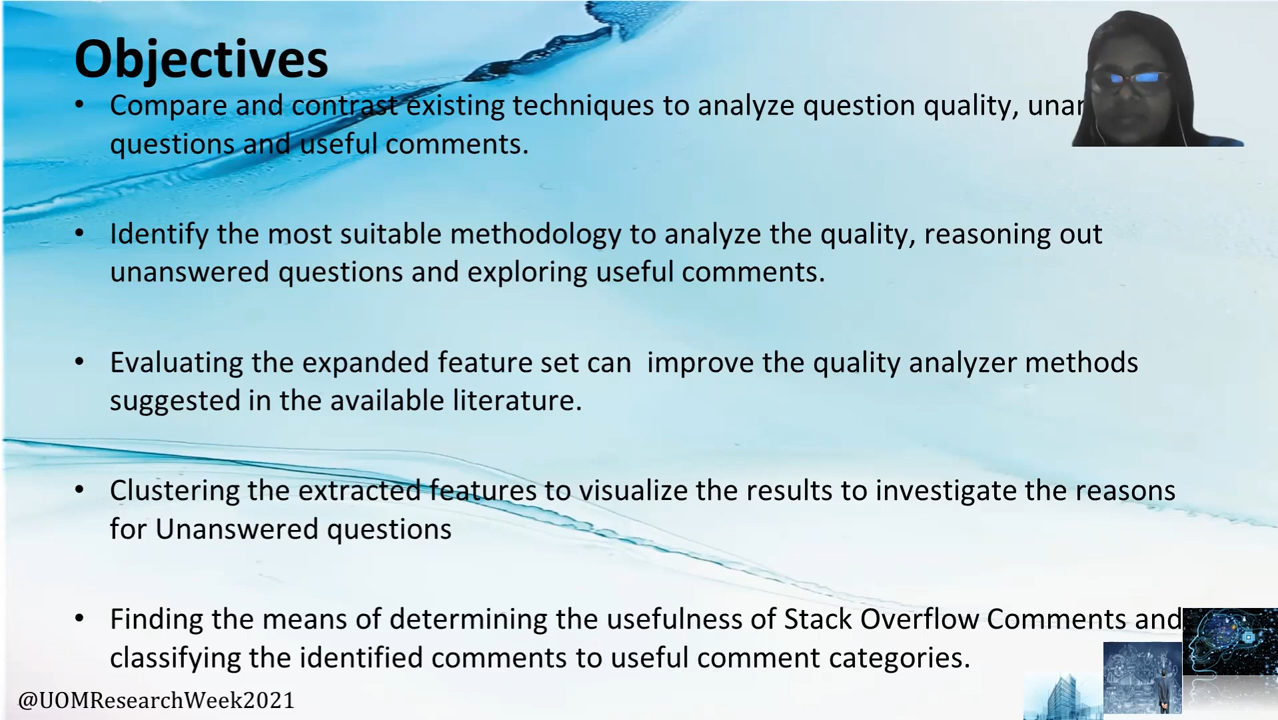 Objectives
• Compare and contrast existing techniques to analyze question quality,
questions and useful comments.
• Identify the most suitable methodology to analyze the quality, reasoning out
unanswered questions and exploring useful comments.
• Evaluating the expanded feature set can  improve the quality analyzer methods
suggested in the available literature.
• Clustering the extracted features to visualize the results to investigate the reasons
for Unanswered questions
• Finding the means of determining the usefulness of Stack Overflow Comments and
classifying the identified comments to useful comment categories.
@UOMResearchWeek2021